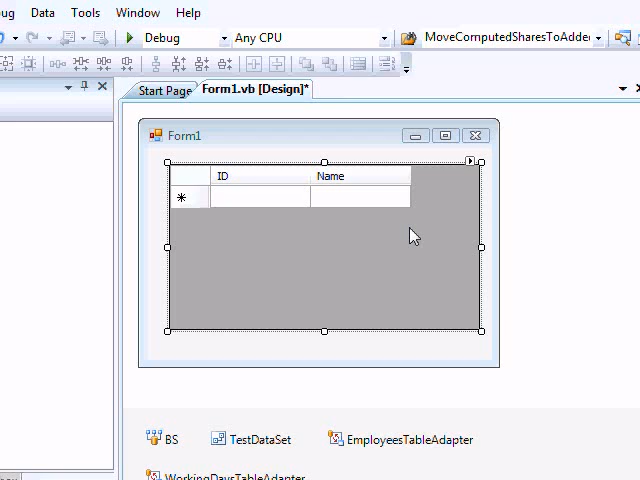 ug Data Tools Window Help
Debug Any CPU MoveComputedSharesToAdde
Start Page Form1.vb [Design]*
Form1
ID Name
BS TestDataSet EmployeesTableAdapter
WorkingDaysTableAdapter